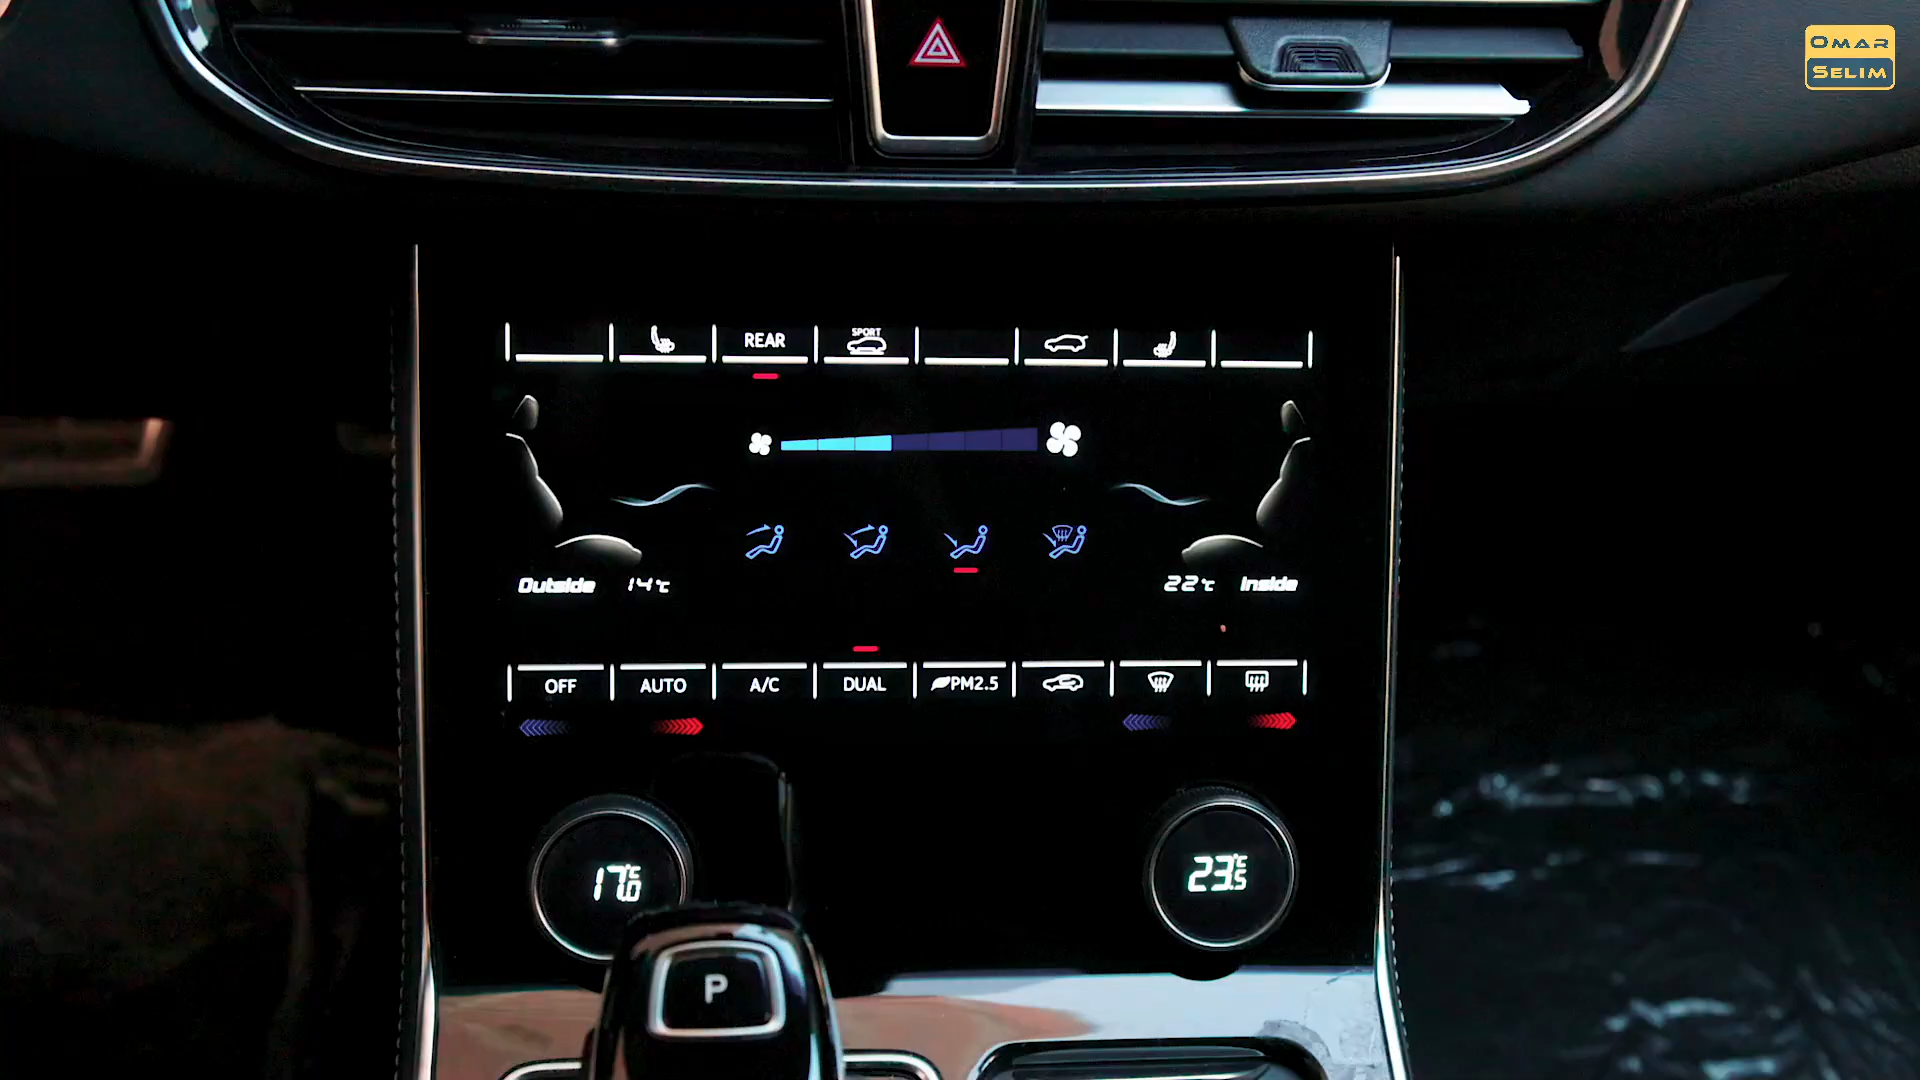 OMAR
SELIM
REAR
SPORT
Outside 14°C
22°C Inside
OFF
AUTO
A/C
DUAL
PM2.5
17.0°C
23.5°C
P